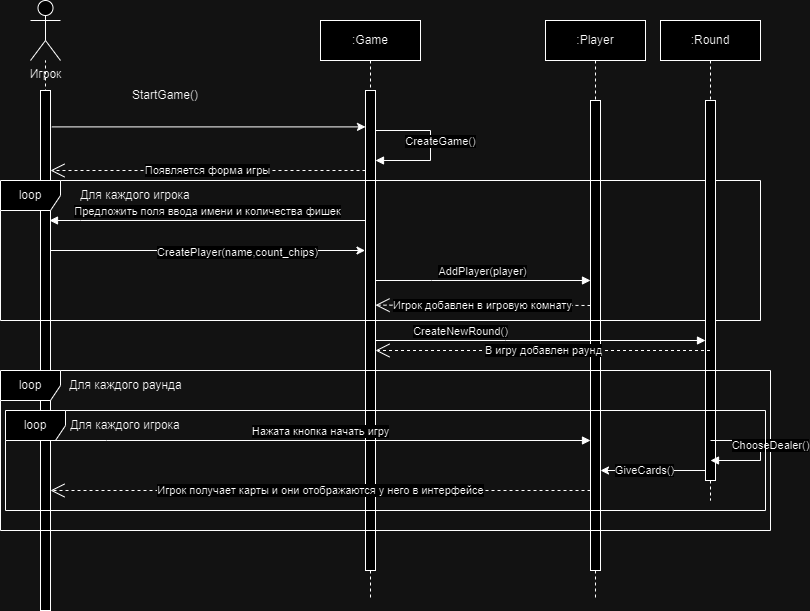 :Game
:Player
:Round
Игрок
StartGame()
CreateGame()
Появляется форма игры
loop
Для каждого игрока
Предложить поля ввода имени и количества фишек
CreatePlayer(name,count_chips)
AddPlayer(player)
Игрок добавлен в игровую комнату
CreateNewRound()
В игру добавлен раунд
loop
Для каждого раунда
loop
Для каждого игрока
Нажата кнопка начать игру
ChooseDealer()
GiveCards()
Игрок получает карты и они отображаются у него в интерфейсе